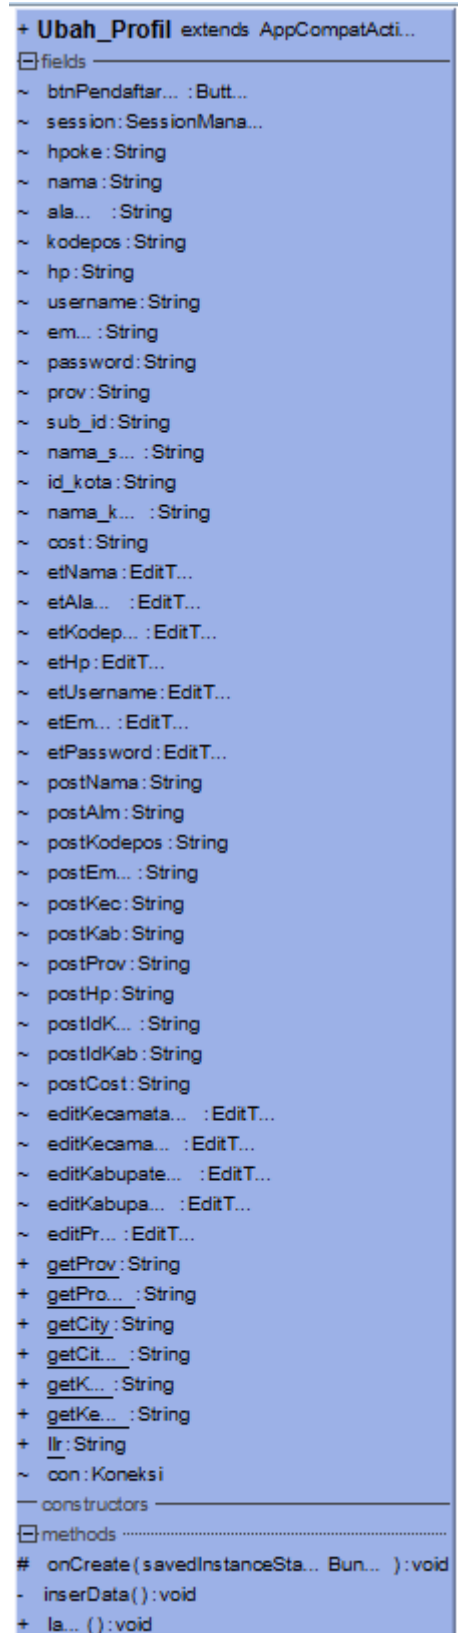 + Ubah_Profil extends AppCompatActi...
fields
~ btnPendaftar... :Butt...
~ session:SessionMana...
~ hpoke:String
~ nama:String
~ ala... :String
~ kodepos:String
~ hp:String
~ username:String
~ em... :String
~ password:String
~ prov:String
~ sub_id:String
~ nama_s... :String
~ id_kota:String
~ nama_k... :String
~ cost:String
~ etNama:EditT...
~ etAla... :EditT...
~ etKodep... :EditT...
~ etHp:EditT...
~ etUsername:EditT...
~ etEm... :EditT...
~ etPassword:EditT...
~ postNama:String
~ postAlm:String
~ postKodepos:String
~ postEm... :String
~ postKec:String
~ postKab:String
~ postProv:String
~ postHp:String
~ postIdK... :String
~ postIdKab:String
~ postCost:String
~ editKecamata... :EditT...
~ editKecama... :EditT...
~ editKabupate... :EditT...
~ editKabupa... :EditT...
~ editPr... :EditT...
+ getProv:String
+ getPro... :String
+ getCity:String
+ getCit... :String
+ getK... :String
+ getKe... :String
+ llr:String
~ con:Koneksi
constructors
methods
# onCreate(savedInstanceSta... Bun... ):void
- inserData():void
+ la... ():void